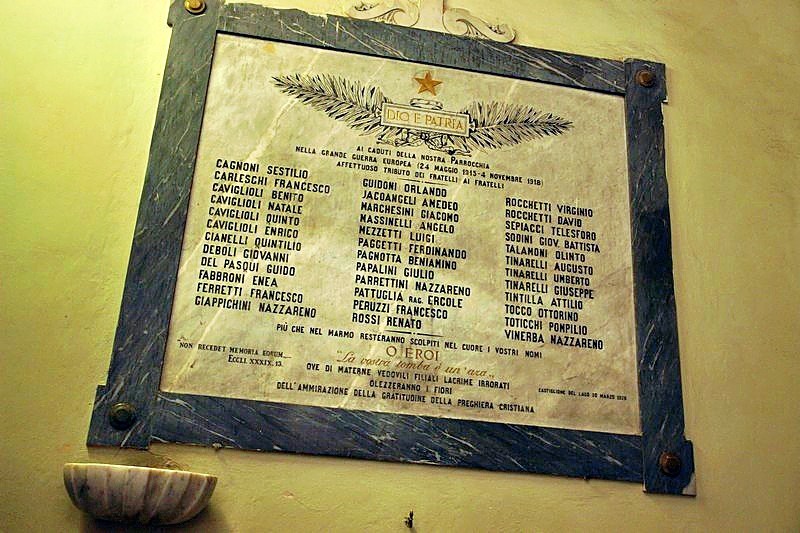 DIO E PATRIA
AI CADUTI DELLA NOSTRA PARROCCHIA
NELLA GRANDE GUERRA EUROPEA (24 MAGGIO 1915-4 NOVEMBRE 1918)
AFFETTUOSO TRIBUTO DEI FRATELLI AI FRATELLI
CAGNONI SESTILIO
CARLESCHI FRANCESCO
CAVIGLIOLI BENITO
CAVIGLIOLI NATALE
CAVIGLIOLI QUINTO
CAVIGLIOLI ENRICO
CIANELLI QUINTILIO
DEBOLI GIOVANNI
DEL PASQUI GUIDO
FABBRONI ENEA
FERRETTI FRANCESCO
GIAPPICHINI NAZZARENO
GUIDONI ORLANDO
JACOANGELI AMEDEO
MARCHESINI GIACOMO
MASSINELLI ANGELO
MEZZETTI LUIGI
PAGGETTI FERDINANDO
PAGNOTTA BENIAMINO
PAPALINI GIULIO
PARRETTINI NAZZARENO
PATTUGLIA RAG. ERCOLE
PERUZZI FRANCESCO
ROSSI RENATO
ROCCHETTI VIRGINIO
ROCCHETTI DAVID
SEPIACCI TELESFORO
SODINI GIOV. BATTISTA
TALAMONI OLINTO
TINARELLI AUGUSTO
TINARELLI UMBERTO
TINARELLI GIUSEPPE
TINTILLA ATTILIO
TOCCO OTTORINO
TOTICCHI PONPILIO
VINERBA NAZZARENO
PIÙ CHE NEL MARMO RESTERANNO SCOLPITI NEL CUORE I VOSTRI NOMI
O EROI
"La vostra tomba è un'ara„
NON RECEDET MEMORIA EORUM
ECCLI. XXXIX. 13.
OVE DI MATERNE VEDOVILI FILIALI LACRIME IRRORATI
OLEZZERANNO I FIORI
DELL'AMMIRAZIONE DELLA GRATITUDINE DELLA PREGHIERA CRISTIANA
CASTIGLIONE DEL LAGO 30 MARZO